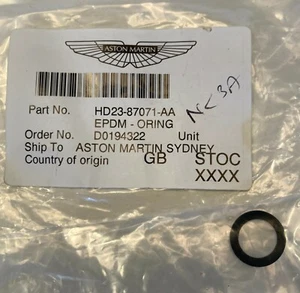 ASTON MARTIN
Part No. HD23-87071-AA
EPDM - ORING
Order No. D0194322 Unit
Ship To ASTON MARTIN SYDNEY
Country of origin GB STOC
XXXX